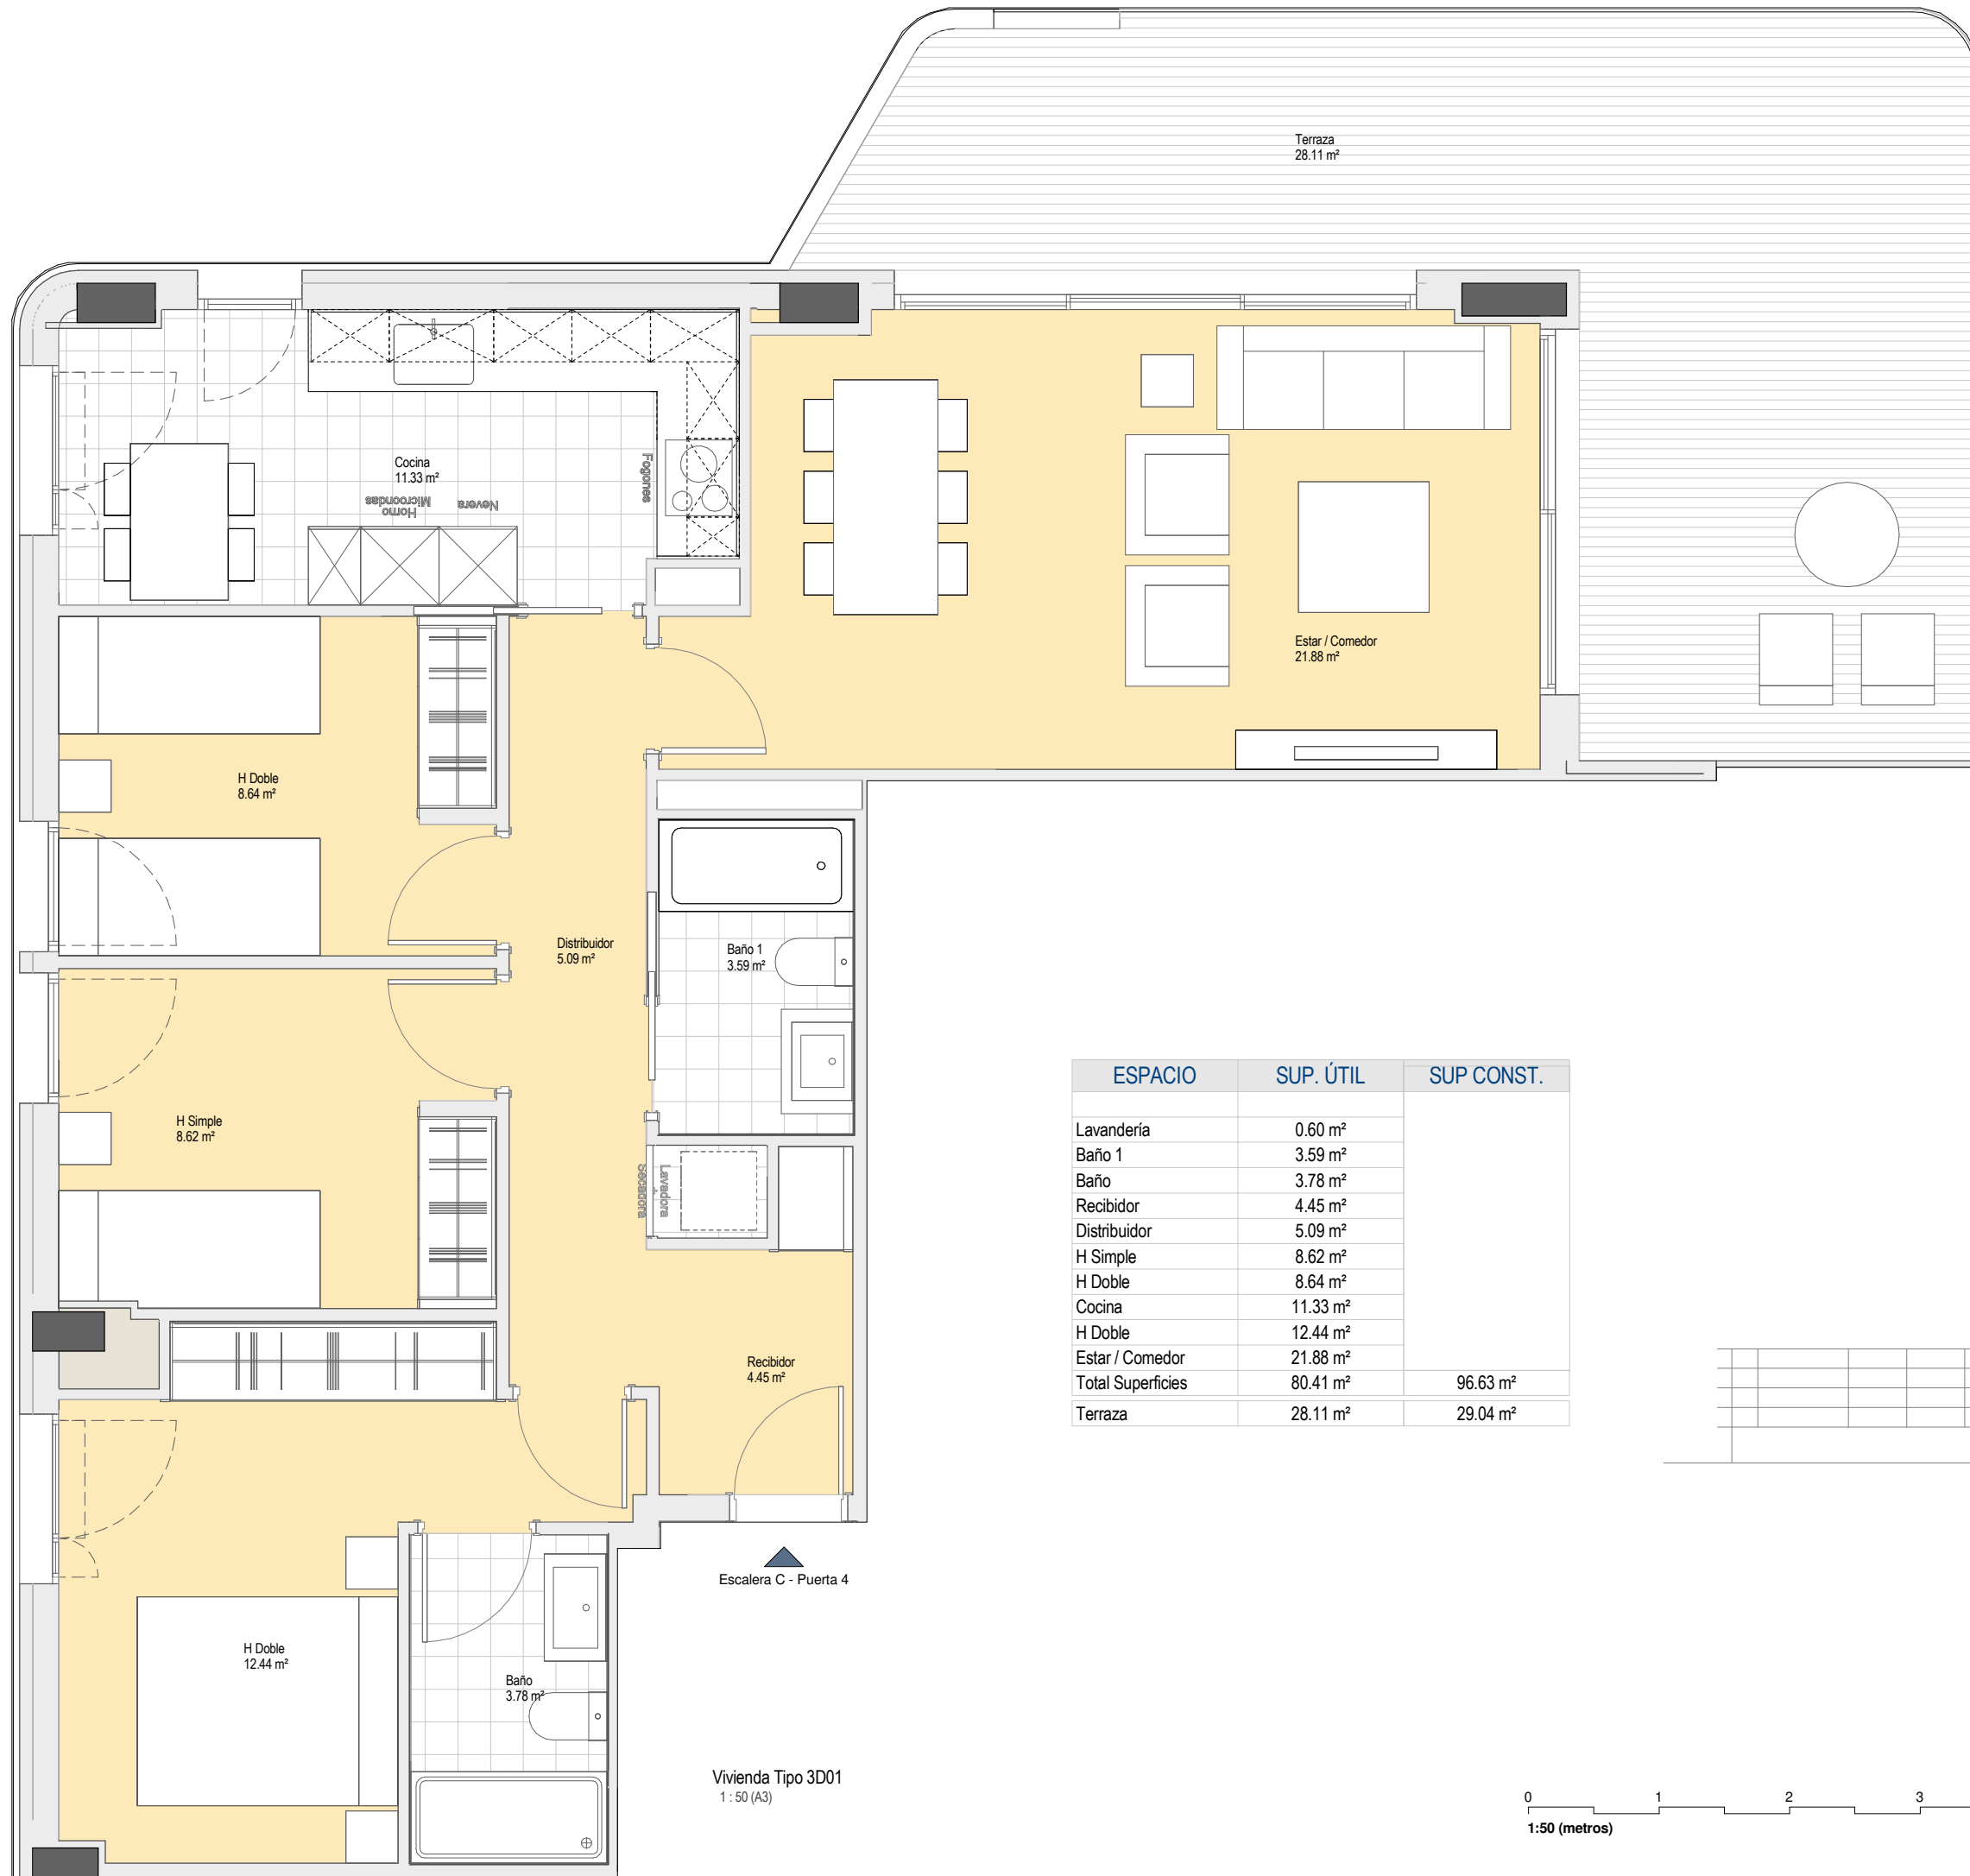 Terraza
28.11 m²
Cocina
11.33 m²
Horno
Microondas
Nevera
Fogones
Estar / Comedor
21.88 m²
H Doble
8.64 m²
Distribuidor
5.09 m²
Baño 1
3.59 m²
H Simple
8.62 m²
Lavadora
Secadora
Recibidor
4.45 m²
ESPACIO SUP. ÚTIL SUP CONST.
Lavandería 0.60 m²
Baño 1 3.59 m²
Baño 3.78 m²
Recibidor 4.45 m²
Distribuidor 5.09 m²
H Simple 8.62 m²
H Doble 8.64 m²
Cocina 11.33 m²
H Doble 12.44 m²
Estar / Comedor 21.88 m²
Total Superficies 80.41 m² 96.63 m²
Terraza 28.11 m² 29.04 m²
Escalera C - Puerta 4
H Doble
12.44 m²
Baño
3.78 m²
Vivienda Tipo 3D01
1 : 50 (A3)
0 1 2 3
1:50 (metros)